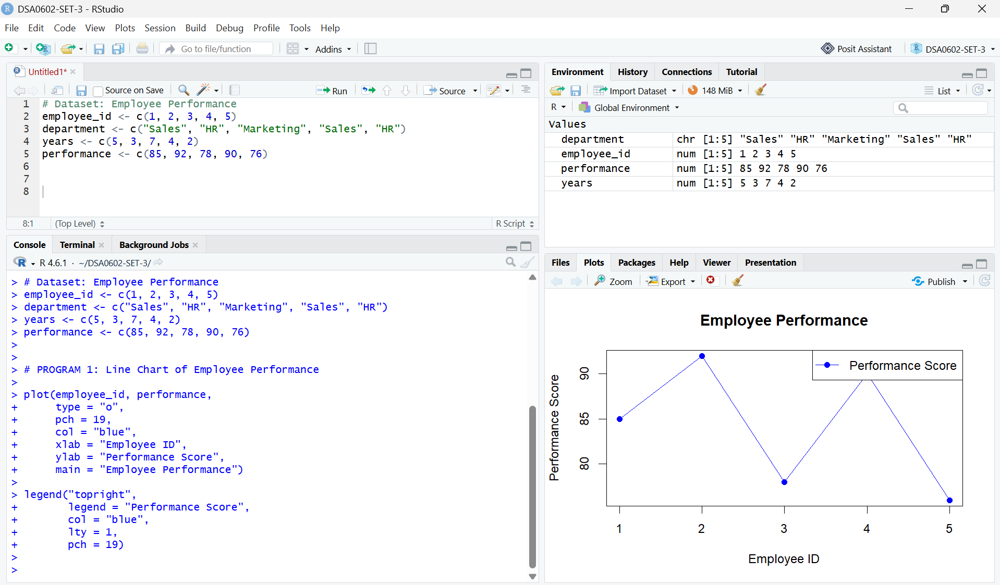 DSA0602-SET-3 - RStudio
File Edit Code View Plots Session Build Debug Profile Tools Help
Go to file/function Addins Posit Assistant DSA0602-SET-3
Untitled1*
Source on Save Run Source
1 # Dataset: Employee Performance
2 employee_id <- c(1, 2, 3, 4, 5)
3 department <- c("Sales", "HR", "Marketing", "Sales", "HR")
4 years <- c(5, 3, 7, 4, 2)
5 performance <- c(85, 92, 78, 90, 76)
6
7
8
8:1 (Top Level) R Script
Console Terminal Background Jobs
R 4.6.1 · ~/DSA0602-SET-3/
> # Dataset: Employee Performance
> employee_id <- c(1, 2, 3, 4, 5)
> department <- c("Sales", "HR", "Marketing", "Sales", "HR")
> years <- c(5, 3, 7, 4, 2)
> performance <- c(85, 92, 78, 90, 76)
>
>
> # PROGRAM 1: Line Chart of Employee Performance
>
> plot(employee_id, performance,
+      type = "o",
+      pch = 19,
+      col = "blue",
+      xlab = "Employee ID",
+      ylab = "Performance Score",
+      main = "Employee Performance")
>
> legend("topright",
+        legend = "Performance Score",
+        col = "blue",
+        lty = 1,
+        pch = 19)
>
>
Environment History Connections Tutorial
Import Dataset 148 MiB List
R Global Environment
Values
department chr [1:5] "Sales" "HR" "Marketing" "Sales" "HR"
employee_id num [1:5] 1 2 3 4 5
performance num [1:5] 85 92 78 90 76
years num [1:5] 5 3 7 4 2
Files Plots Packages Help Viewer Presentation
Zoom Export Publish
Employee Performance
Performance Score
Performance Score
90
85
80
1 2 3 4 5
Employee ID